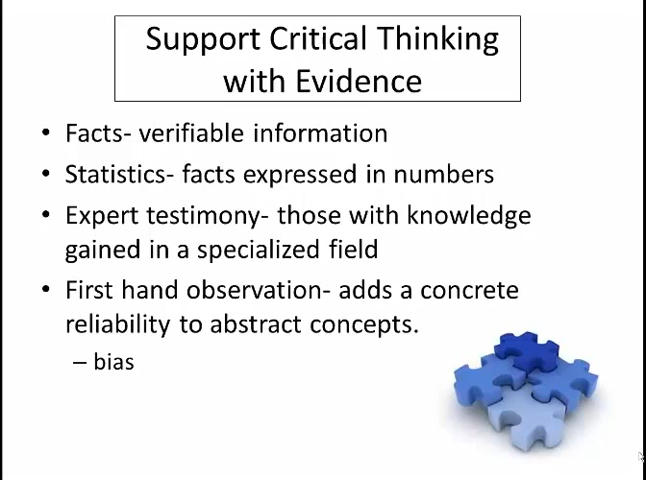 Support Critical Thinking
with Evidence
• Facts- verifiable information
• Statistics- facts expressed in numbers
• Expert testimony- those with knowledge
gained in a specialized field
• First hand observation- adds a concrete
reliability to abstract concepts.
– bias